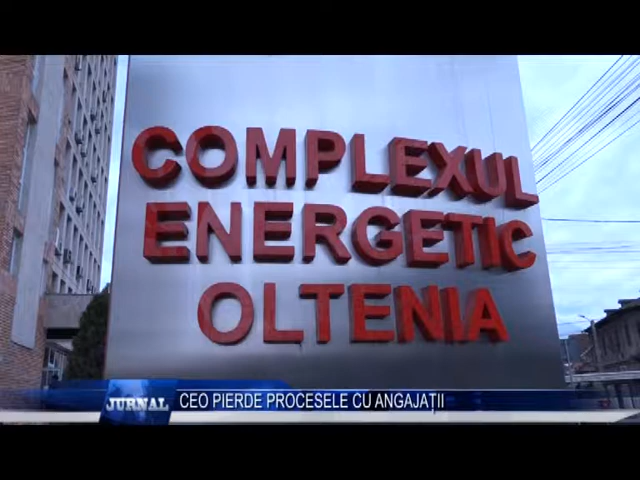 COMPLEXUL
ENERGETIC
OLTENIA
JURNAL
CEO PIERDE PROCESELE CU ANGAJAȚII